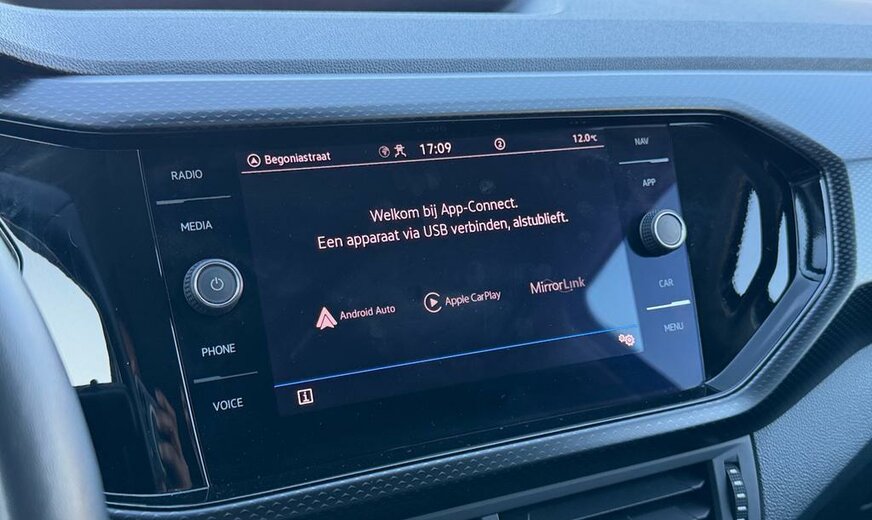 Begoniastraat 17:09 2 12.0°C
Welkom bij App-Connect.
Een apparaat via USB verbinden, alstublieft.
Android Auto Apple CarPlay MirrorLink
i
RADIO
MEDIA
PHONE
VOICE
NAV
APP
CAR
MENU